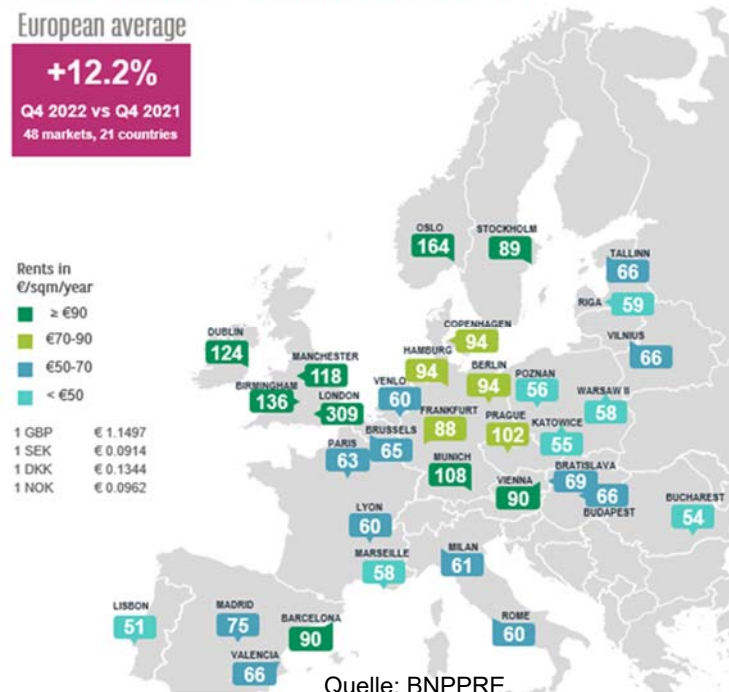 European average
+12.2%
Q4 2022 vs Q4 2021
48 markets, 21 countries
Rents in
€/sqm/year
≥ €90
€70-90
€50-70
< €50
1 GBP € 1.1497
1 SEK € 0.0914
1 DKK € 0.1344
1 NOK € 0.0962
OSLO
164
STOCKHOLM
89
TALLINN
66
RIGA
59
VILNIUS
66
COPENHAGEN
94
DUBLIN
124
MANCHESTER
118
BIRMINGHAM
136
LONDON
309
HAMBURG
94
BERLIN
94
POZNAN
56
WARSAW II
58
VENLO
60
FRANKFURT
88
PRAGUE
102
KATOWICE
55
BRUSSELS
65
PARIS
63
MUNICH
108
VIENNA
90
BRATISLAVA
69
66
BUDAPEST
BUCHAREST
54
LYON
60
MARSEILLE
58
MILAN
61
LISBON
51
MADRID
75
BARCELONA
90
VALENCIA
66
ROME
60
Quelle: BNPPRE